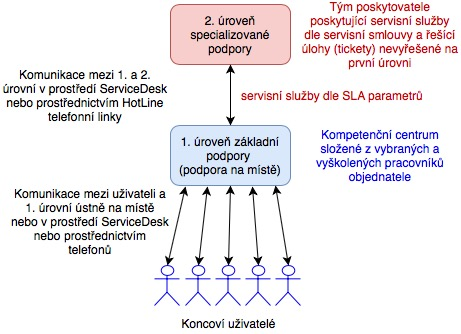 2. úroveň
specializované
podpory
Tým poskytovatele
poskytující servisní služby
dle servisní smlouvy a řešící
úlohy (tickety) nevyřešené na
první úrovni
Komunikace mezi 1. a 2.
úrovní v prostředí ServiceDesk
nebo prostřednictvím HotLine
telefonní linky
servisní služby dle SLA parametrů
1. úroveň základní
podpory
(podpora na místě)
Kompetenční centrum
složené z vybraných a
vyškolených pracovníků
objednatele
Komunikace mezi uživateli a
1. úrovní ústně na místě
nebo v prostředí ServiceDesk
nebo prostřednictvím
telefonů
Koncoví uživatelé